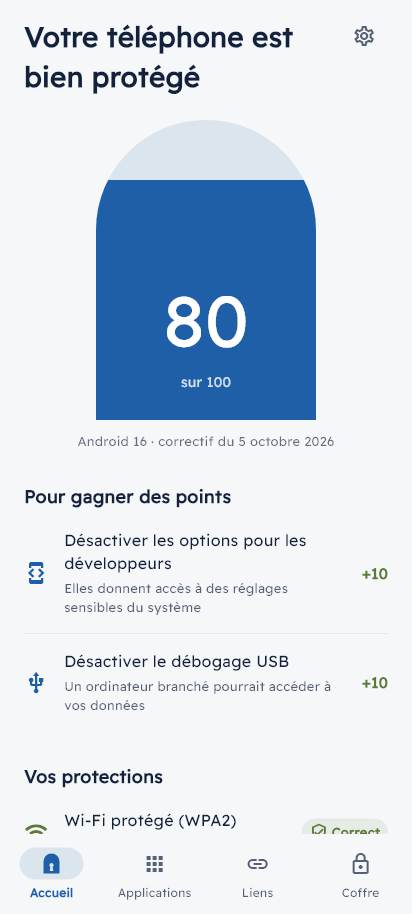 Votre téléphone est
bien protégé
80
sur 100
Android 16 · correctif du 5 octobre 2026
Pour gagner des points
Désactiver les options pour les
développeurs
Elles donnent accès à des réglages
sensibles du système
+10
Désactiver le débogage USB
Un ordinateur branché pourrait accéder à
vos données
+10
Vos protections
Wi-Fi protégé (WPA2)
Correct
Accueil
Applications
Liens
Coffre